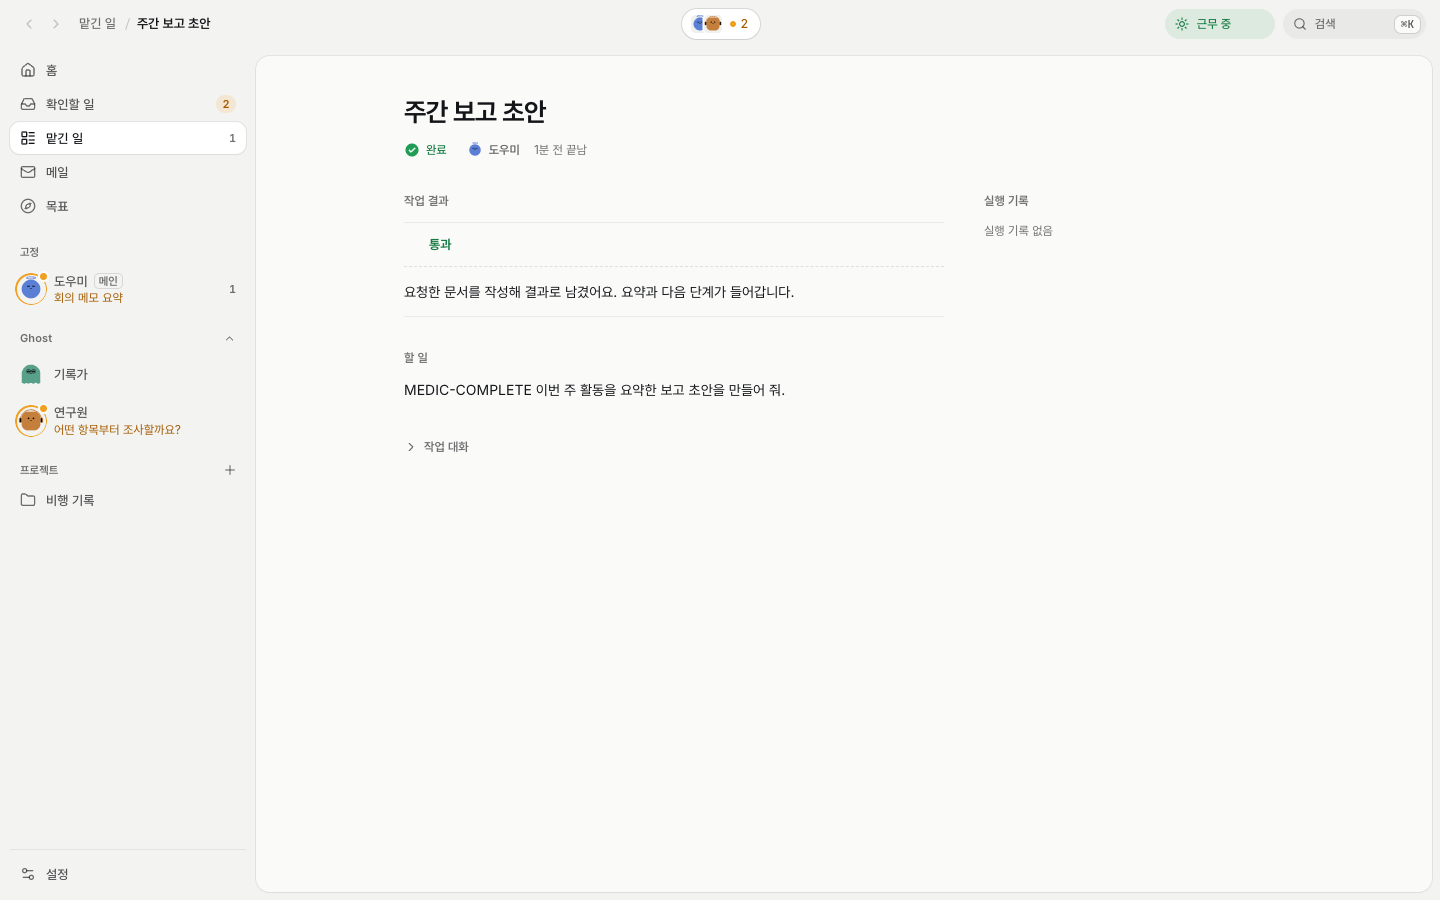 맡긴 일 / 주간 보고 초안
2
근무 중
검색 ⌘K
홈
확인할 일 2
맡긴 일 1
메일
목표
고정
도우미 메인
회의 메모 요약
1
Ghost
기록가
연구원
어떤 항목부터 조사할까요?
프로젝트
비행 기록
설정
주간 보고 초안
완료 도우미 1분 전 끝남
작업 결과
통과
요청한 문서를 작성해 결과로 남겼어요. 요약과 다음 단계가 들어갑니다.
할 일
MEDIC-COMPLETE 이번 주 활동을 요약한 보고 초안을 만들어 줘.
작업 대화
실행 기록
실행 기록 없음